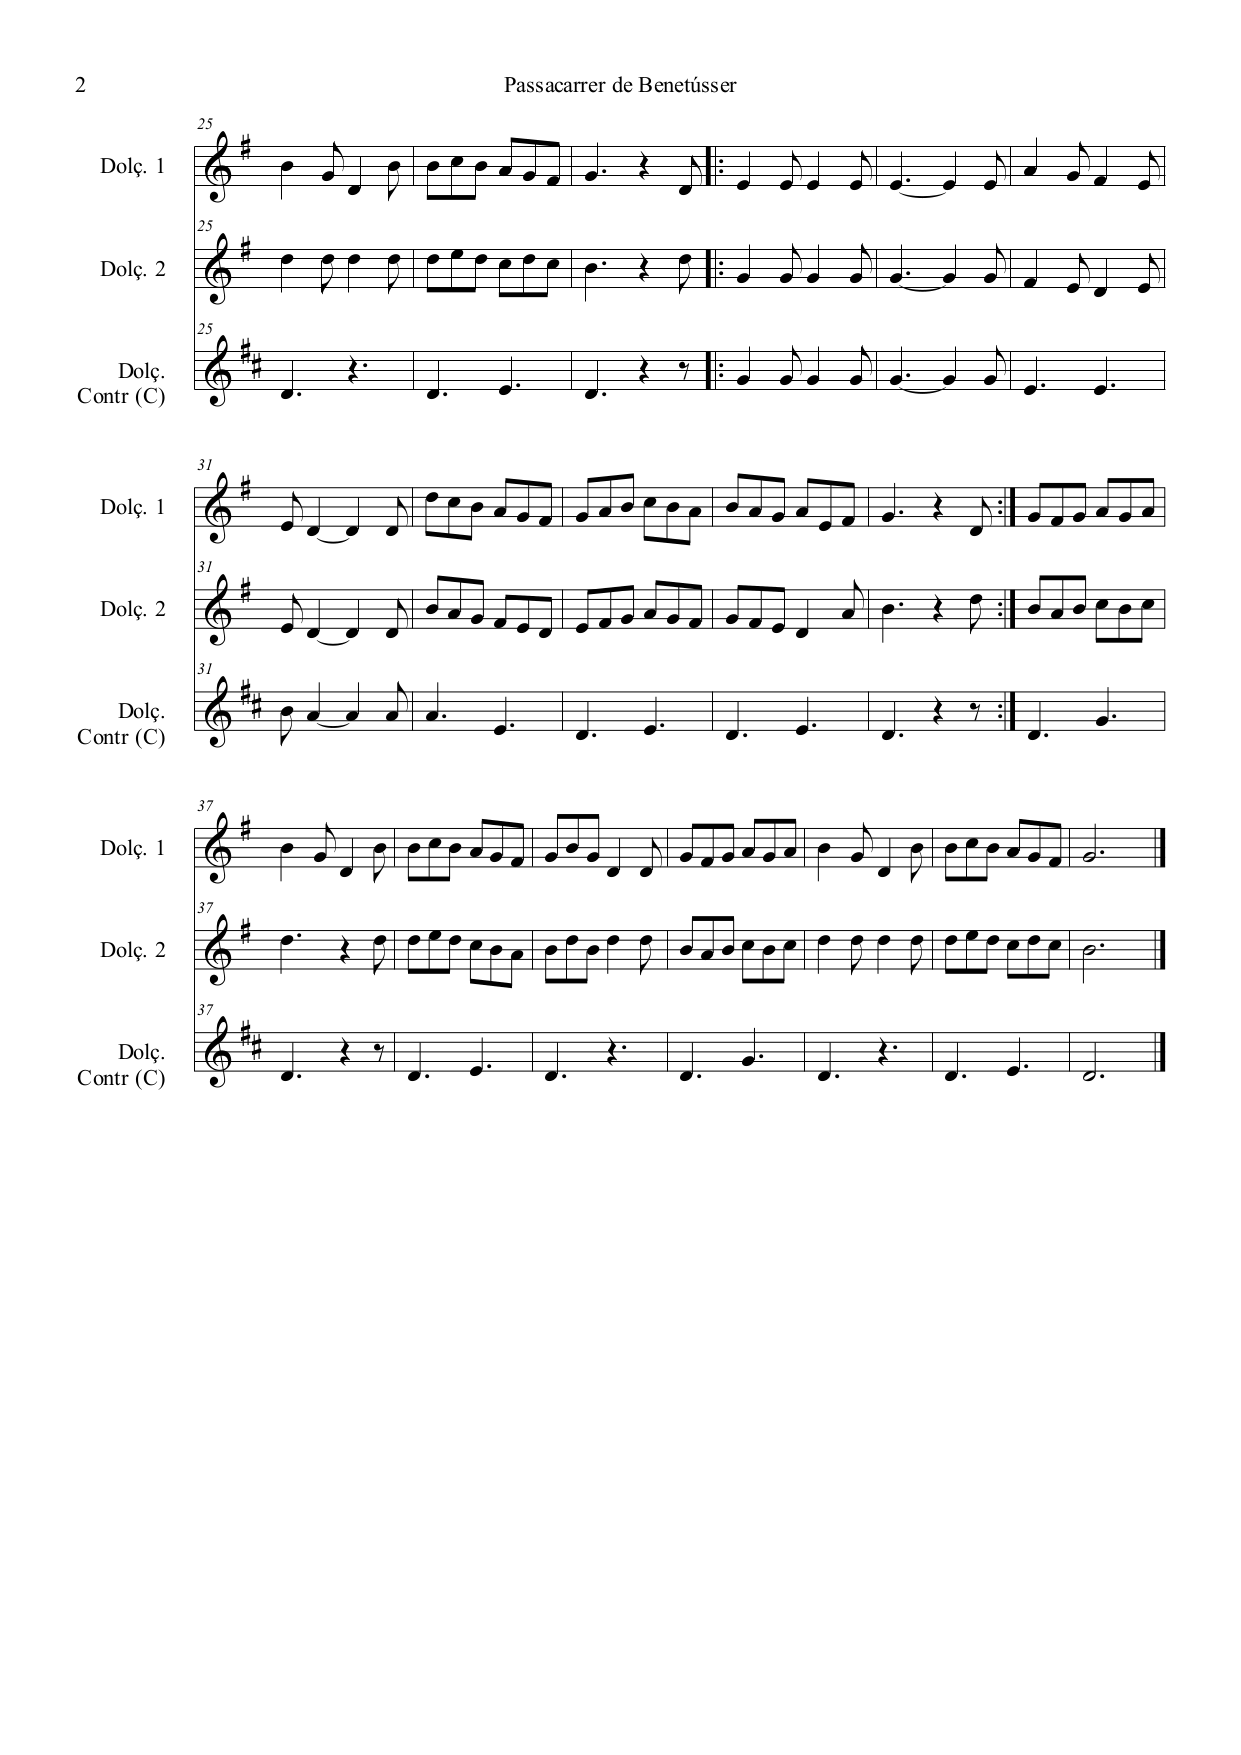 2
Passacarrer de Benetússer
25
Dolç. 1
25
Dolç. 2
25
Dolç.
Contr (C)
31
Dolç. 1
31
Dolç. 2
31
Dolç.
Contr (C)
37
Dolç. 1
37
Dolç. 2
37
Dolç.
Contr (C)